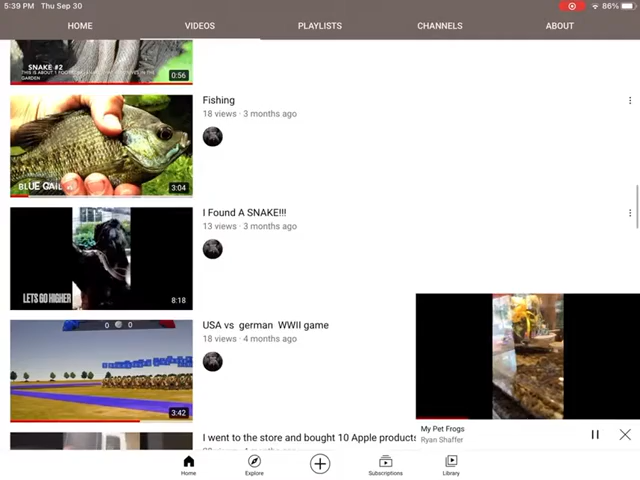 5:39 PM Thu Sep 30
86%
HOME VIDEOS PLAYLISTS CHANNELS ABOUT
SNAKE #2
GARDEN
0:56
Fishing
18 views · 3 months ago
3:04
I Found A SNAKE!!!
13 views · 3 months ago
LETS GO HIGHER
8:18
USA vs german WWII game
18 views · 4 months ago
0 0
3:42
I went to the store and bought 10 Apple products
My Pet Frogs
Ryan Shaffer
Home Explore Subscriptions Library